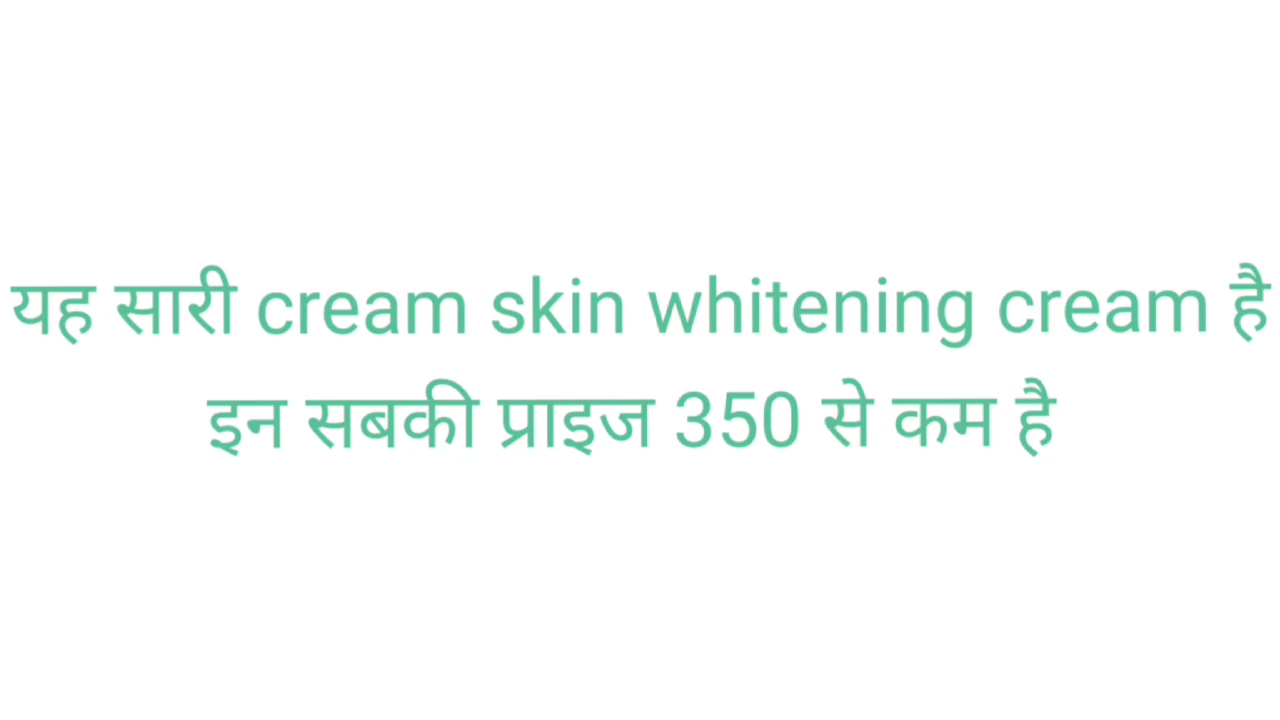 यह सारी cream skin whitening cream है
इन सबकी प्राइज 350 से कम है